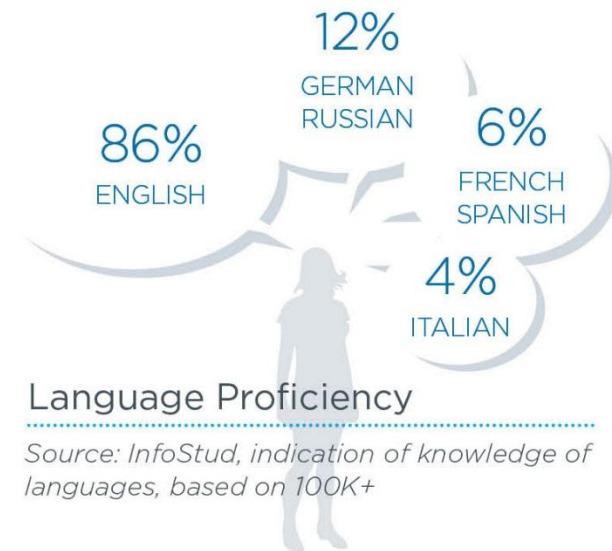 12%
GERMAN
RUSSIAN
86%
ENGLISH
6%
FRENCH
SPANISH
4%
ITALIAN
Language Proficiency
Source: InfoStud, indication of knowledge of
languages, based on 100K+